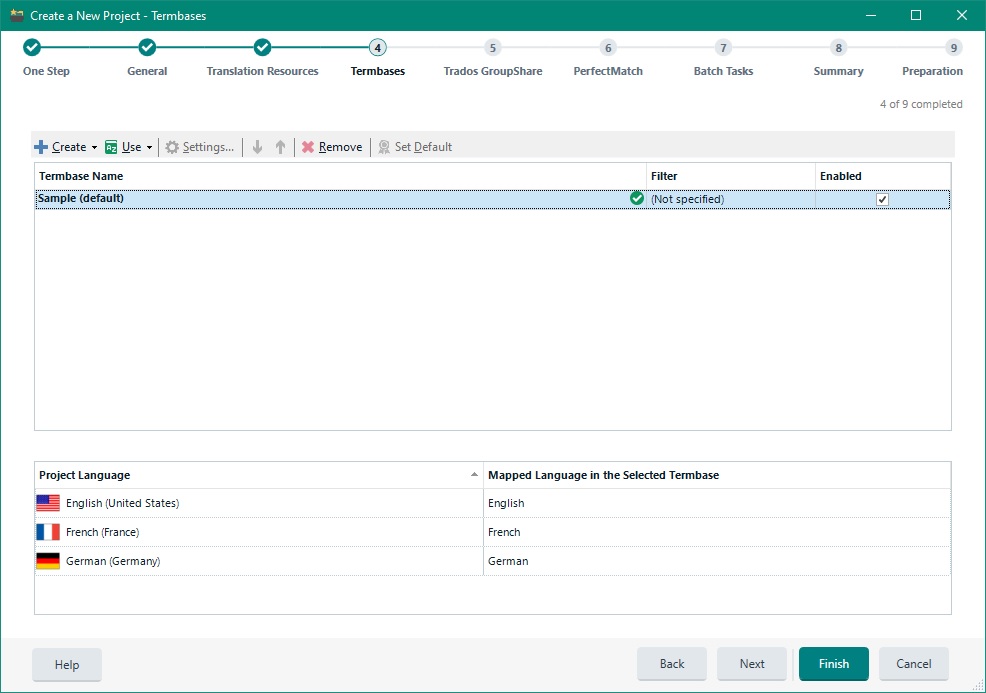 Create a New Project - Termbases
4 5 6 7 8 9
One Step General Translation Resources Termbases Trados GroupShare PerfectMatch Batch Tasks Summary Preparation
4 of 9 completed
Create Use Settings... Remove Set Default
Termbase Name Filter Enabled
Sample (default) (Not specified)
Project Language Mapped Language in the Selected Termbase
English (United States) English
French (France) French
German (Germany) German
Help Back Next Finish Cancel